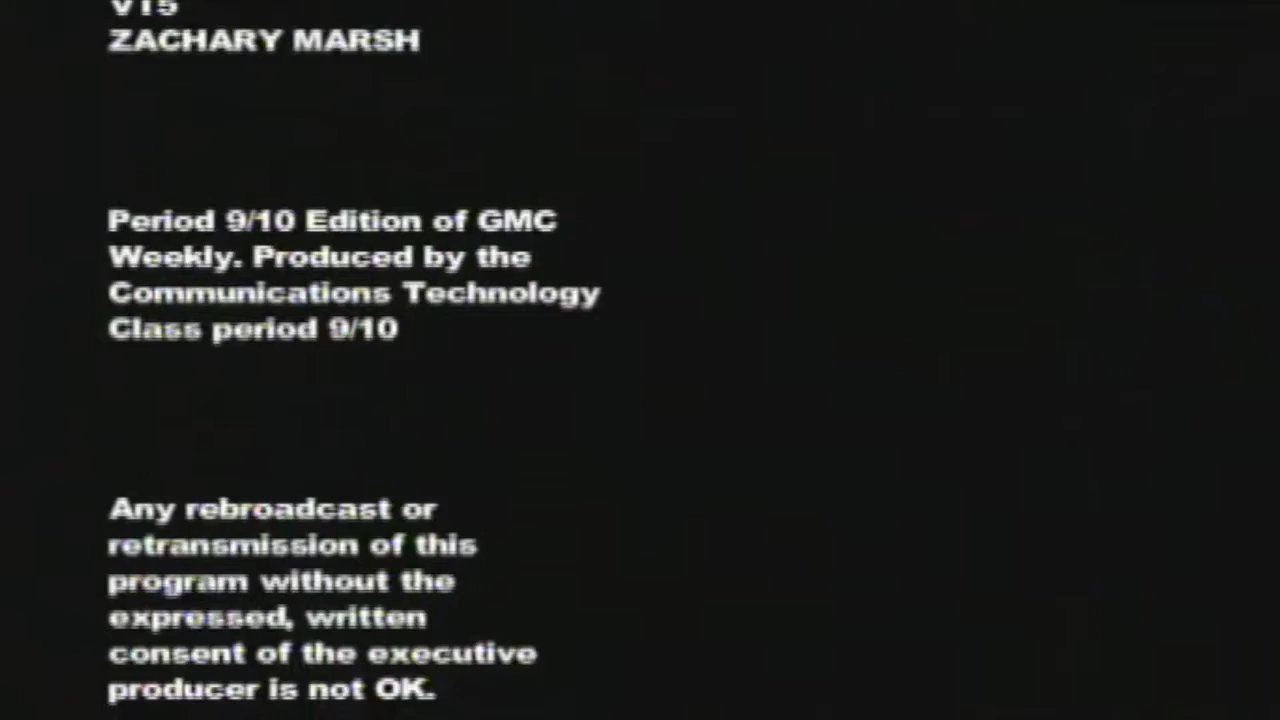 VT5
ZACHARY MARSH
Period 9/10 Edition of GMC
Weekly. Produced by the
Communications Technology
Class period 9/10
Any rebroadcast or
retransmission of this
program without the
expressed, written
consent of the executive
producer is not OK.